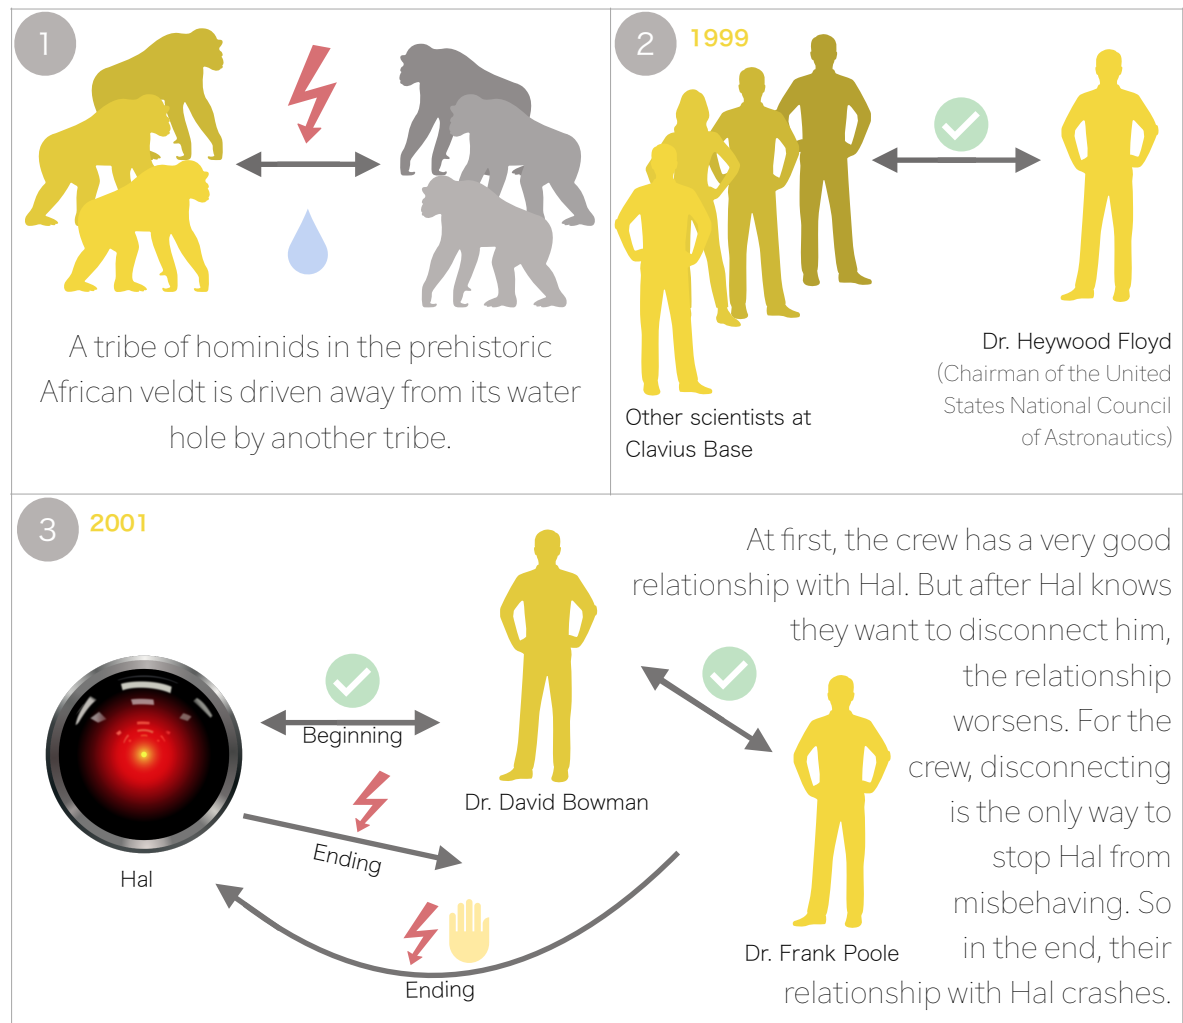 1
A tribe of hominids in the prehistoric
African veldt is driven away from its water
hole by another tribe.
2
1999
Other scientists at
Clavius Base
Dr. Heywood Floyd
(Chairman of the United
States National Council
of Astronautics)
3
2001
At first, the crew has a very good
relationship with Hal. But after Hal knows
they want to disconnect him,
the relationship
worsens. For the
crew, disconnecting
is the only way to
stop Hal from
misbehaving. So
in the end, their
relationship with Hal crashes.
Beginning
Dr. David Bowman
Ending
Hal
Dr. Frank Poole
Ending